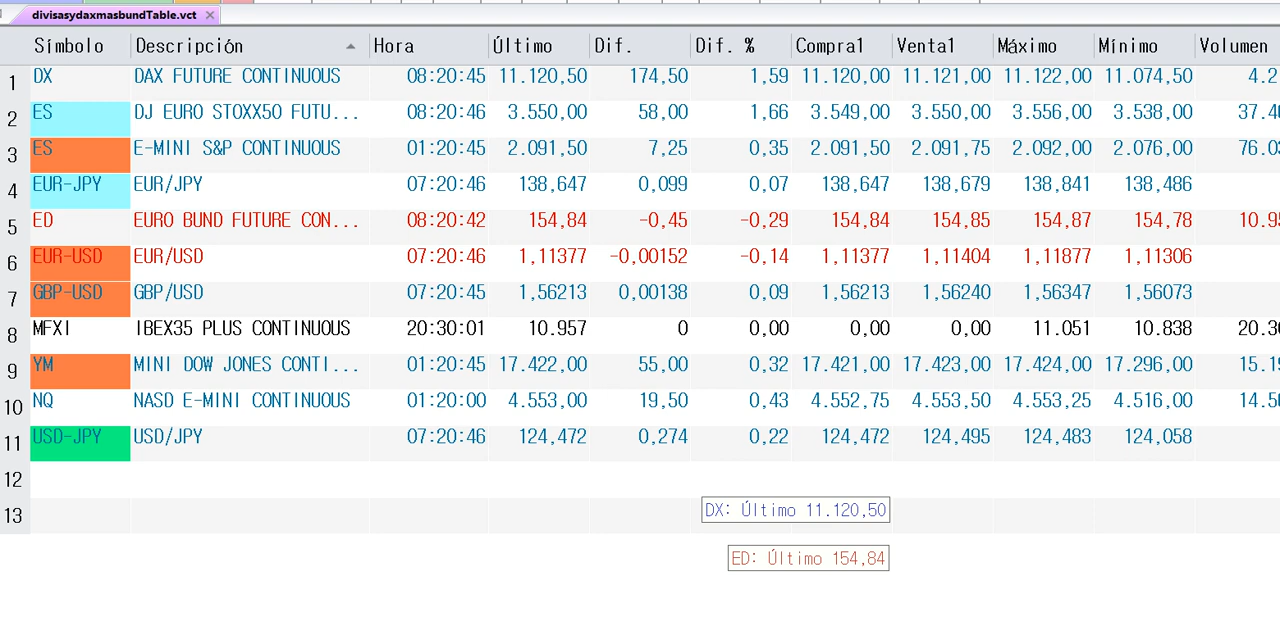 divisasydaxmasbundTable.vct
Símbolo Descripción Hora Último Dif. Dif. % Compra1 Venta1 Máximo Mínimo Volumen
1 DX DAX FUTURE CONTINUOUS 08:20:45 11.120,50 174,50 1,59 11.120,00 11.121,00 11.122,00 11.074,50
2 ES DJ EURO STOXX50 FUTU... 08:20:46 3.550,00 58,00 1,66 3.549,00 3.550,00 3.556,00 3.538,00
3 ES E-MINI S&P CONTINUOUS 01:20:45 2.091,50 7,25 0,35 2.091,50 2.091,75 2.092,00 2.076,00
4 EUR-JPY EUR/JPY 07:20:46 138,647 0,099 0,07 138,647 138,679 138,841 138,486
5 ED EURO BUND FUTURE CON... 08:20:42 154,84 -0,45 -0,29 154,84 154,85 154,87 154,78
6 EUR-USD EUR/USD 07:20:46 1,11377 -0,00152 -0,14 1,11377 1,11404 1,11877 1,11306
7 GBP-USD GBP/USD 07:20:45 1,56213 0,00138 0,09 1,56213 1,56240 1,56347 1,56073
8 MFXI IBEX35 PLUS CONTINUOUS 20:30:01 10.957 0 0,00 0,00 0,00 11.051 10.838
9 YM MINI DOW JONES CONTI... 01:20:45 17.422,00 55,00 0,32 17.421,00 17.423,00 17.424,00 17.296,00
10 NQ NASD E-MINI CONTINUOUS 01:20:00 4.553,00 19,50 0,43 4.552,75 4.553,50 4.553,25 4.516,00
11 USD-JPY USD/JPY 07:20:46 124,472 0,274 0,22 124,472 124,495 124,483 124,058
12
13
DX: Último 11.120,50
ED: Último 154,84